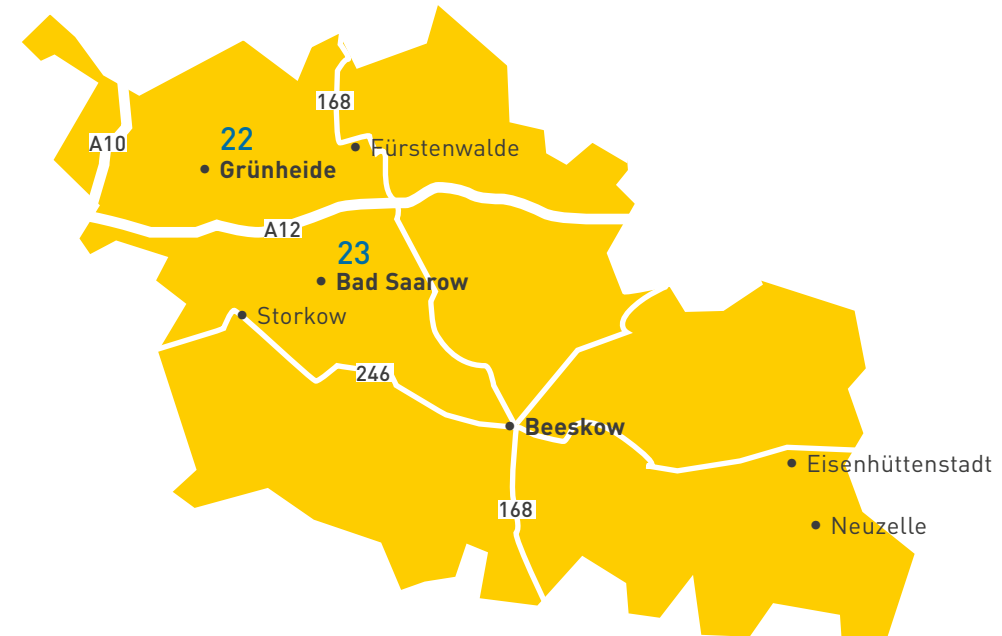 168
A10
22
Fürstenwalde
Grünheide
A12
23
Bad Saarow
Storkow
246
Beeskow
Eisenhüttenstadt
168
Neuzelle